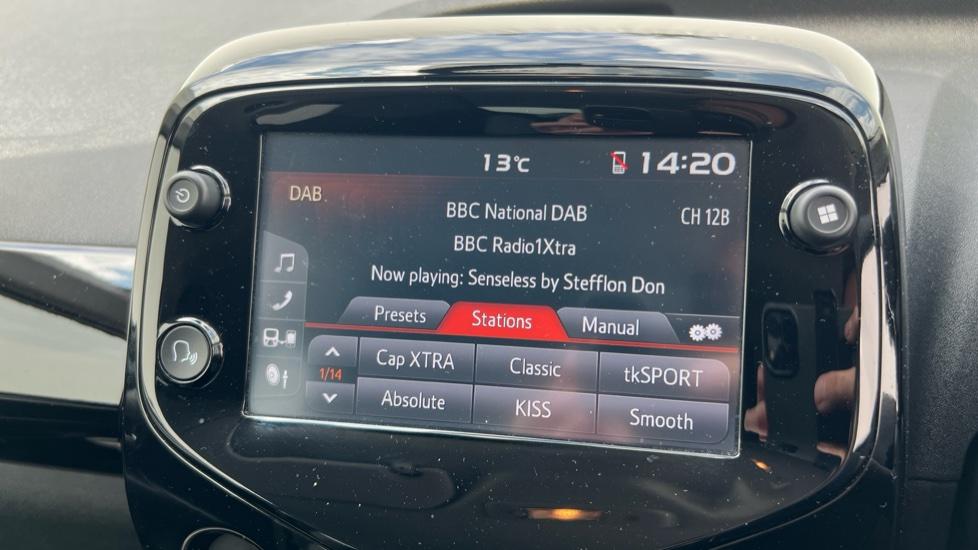 13°C 14:20
DAB
BBC National DAB CH 12B
BBC Radio1Xtra
Now playing: Senseless by Stefflon Don
Presets Stations Manual
Cap XTRA Classic tkSPORT
1/14
Absolute KISS Smooth